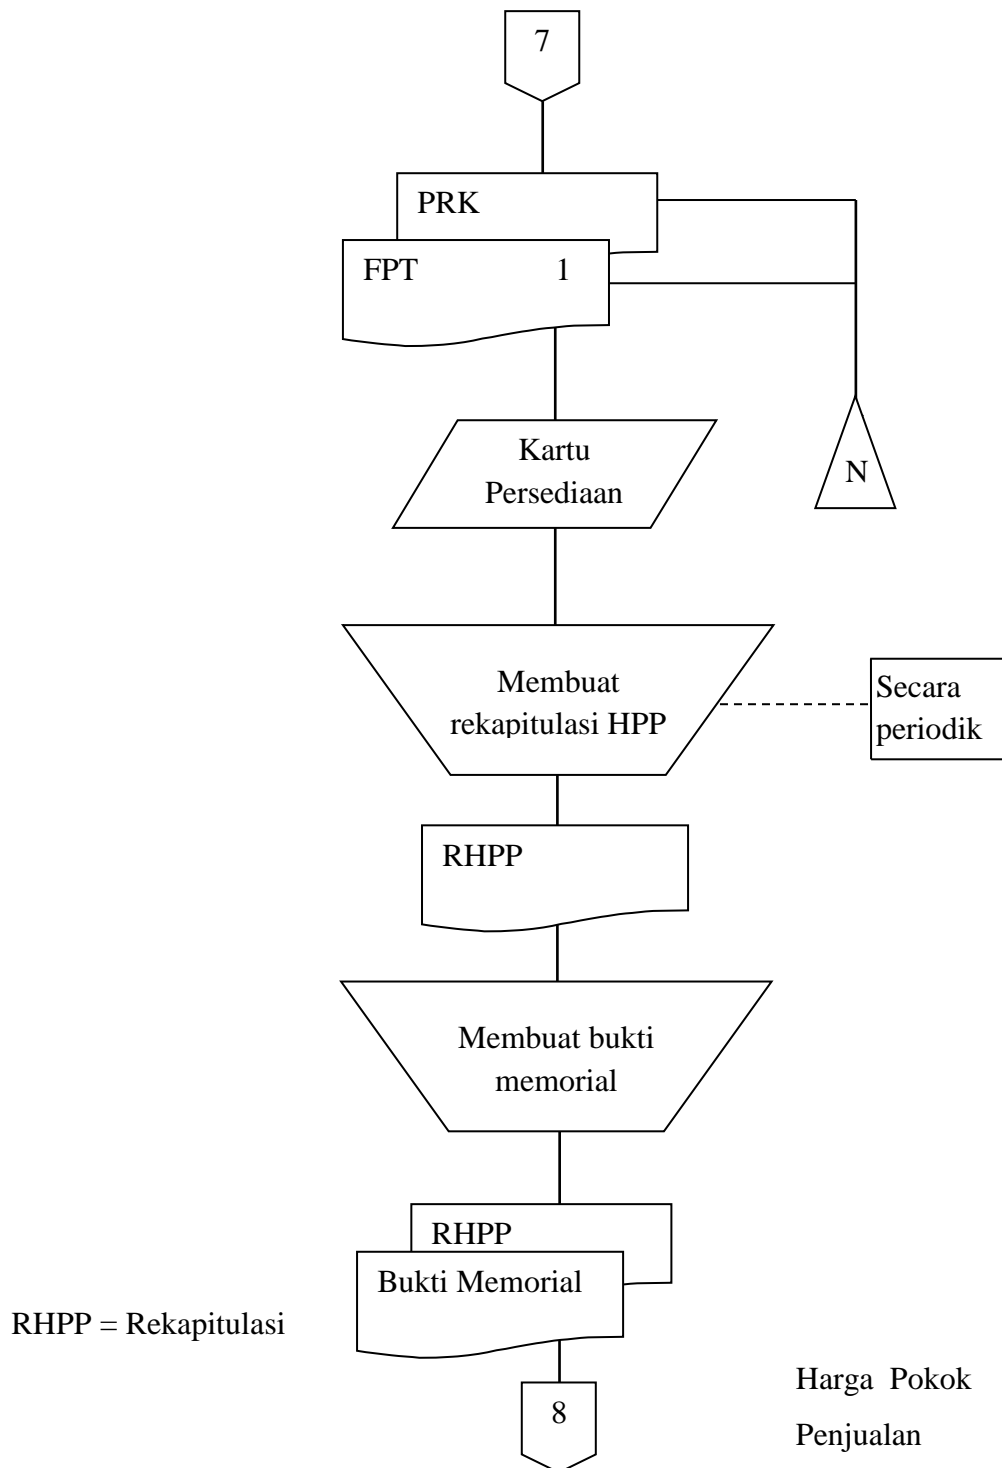 7
PRK
FPT 1
Kartu
Persediaan
N
Membuat
rekapitulasi HPP
Secara
periodik
RHPP
Membuat bukti
memorial
RHPP
Bukti Memorial
RHPP = Rekapitulasi
Harga Pokok
Penjualan
8